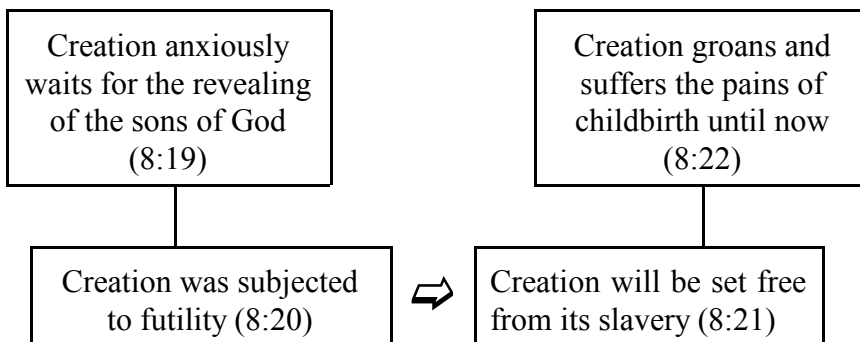 Creation anxiously
waits for the revealing
of the sons of God
(8:19)
Creation groans and
suffers the pains of
childbirth until now
(8:22)
Creation was subjected
to futility (8:20)
Creation will be set free
from its slavery (8:21)